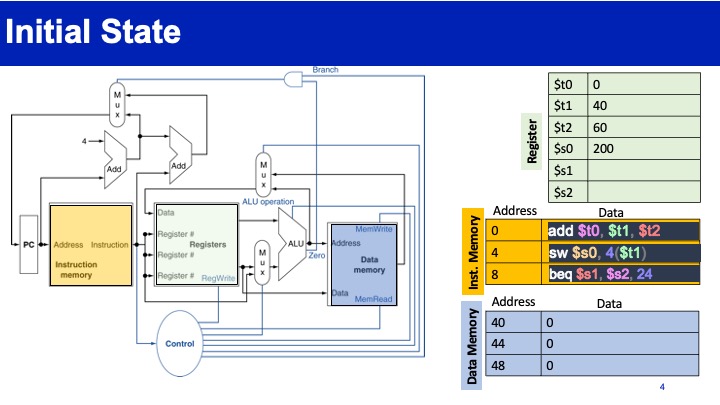 Initial State
Branch
M
u
x
4
Add
Add
M
u
x
ALU operation
Data
Register #
Registers
Register #
Register #
RegWrite
PC
Address Instruction
Instruction
memory
M
u
x
ALU
Zero
MemWrite
Address
Data
memory
Data
MemRead
Control
Register
$t0 0
$t1 40
$t2 60
$s0 200
$s1
$s2
Inst. Memory
Address Data
0 add $t0, $t1, $t2
4 sw $s0, 4($t1)
8 beq $s1, $s2, 24
Data Memory
Address Data
40 0
44 0
48 0
4